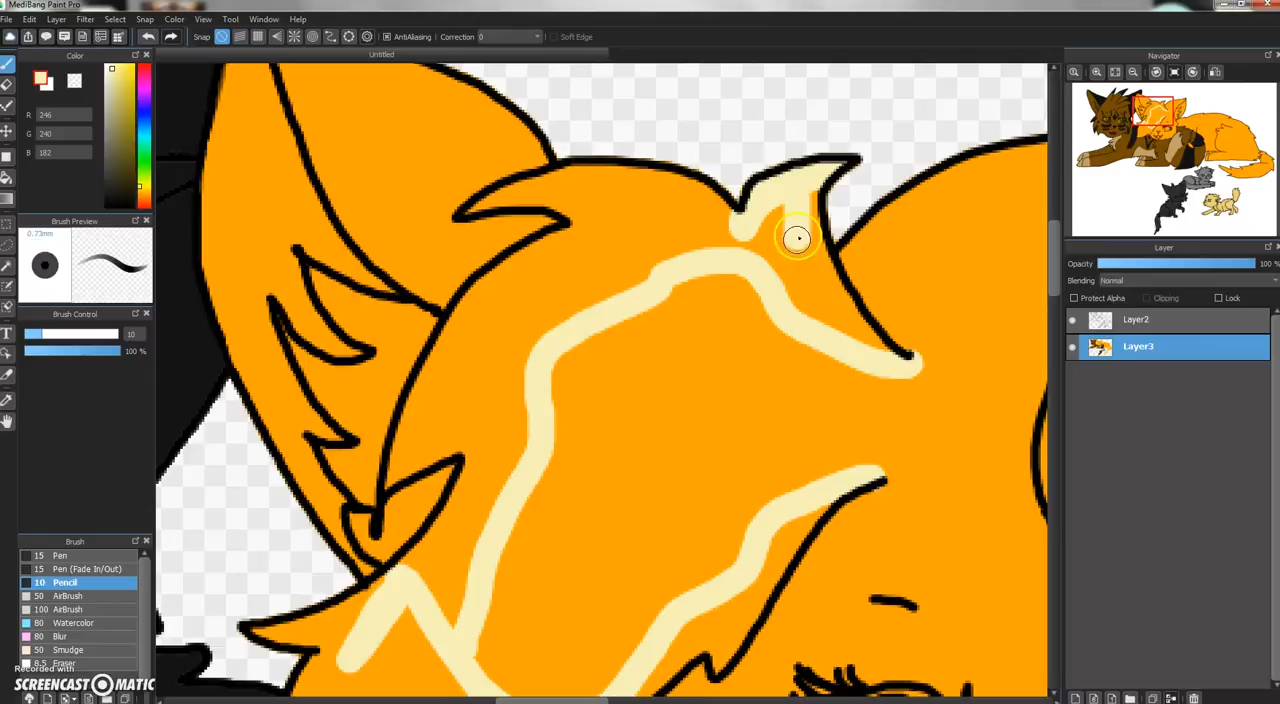 MediBang Paint Pro
File Edit Layer Filter Select Snap Color View Tool Window Help
Snap AntiAliasing Correction 0 Soft Edge
Color
Untitled
Navigator
R 246
G 240
B 182
Brush Preview
0.73mm
Layer
Opacity 100 %
Blending Normal
Protect Alpha Clipping Lock
Brush Control
Layer2
10
100 %
Layer3
Brush
15 Pen
15 Pen (Fade In/Out)
10 Pencil
50 AirBrush
100 AirBrush
80 Watercolor
80 Blur
50 Smudge
8.5 Eraser
Recorded with
SCREENCAST-O-MATIC